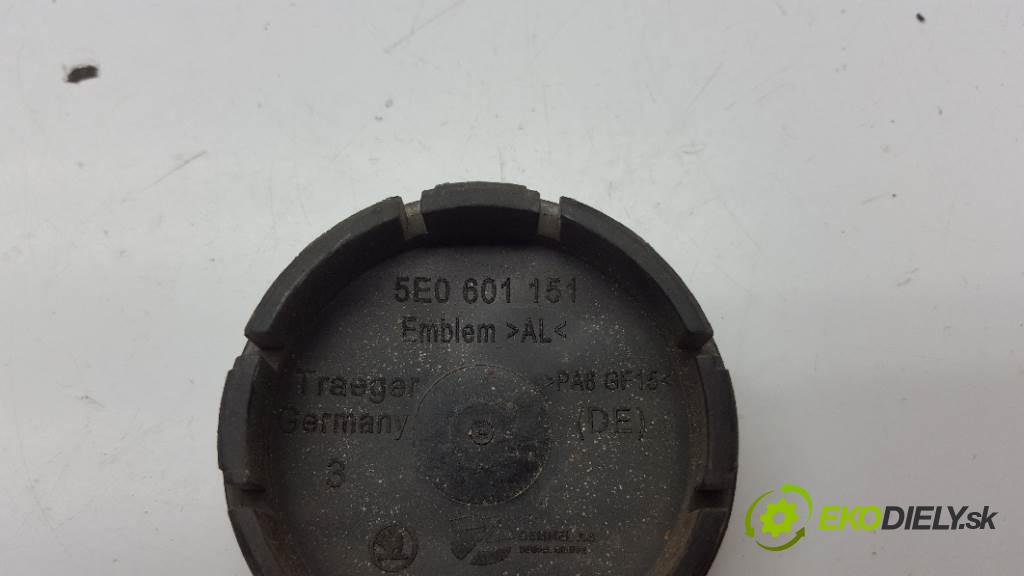 5E0 601 151
Emblem >AL<
Traeger
Germany
>PA6 GF15<
(DE)
3
EKODIELY.sk